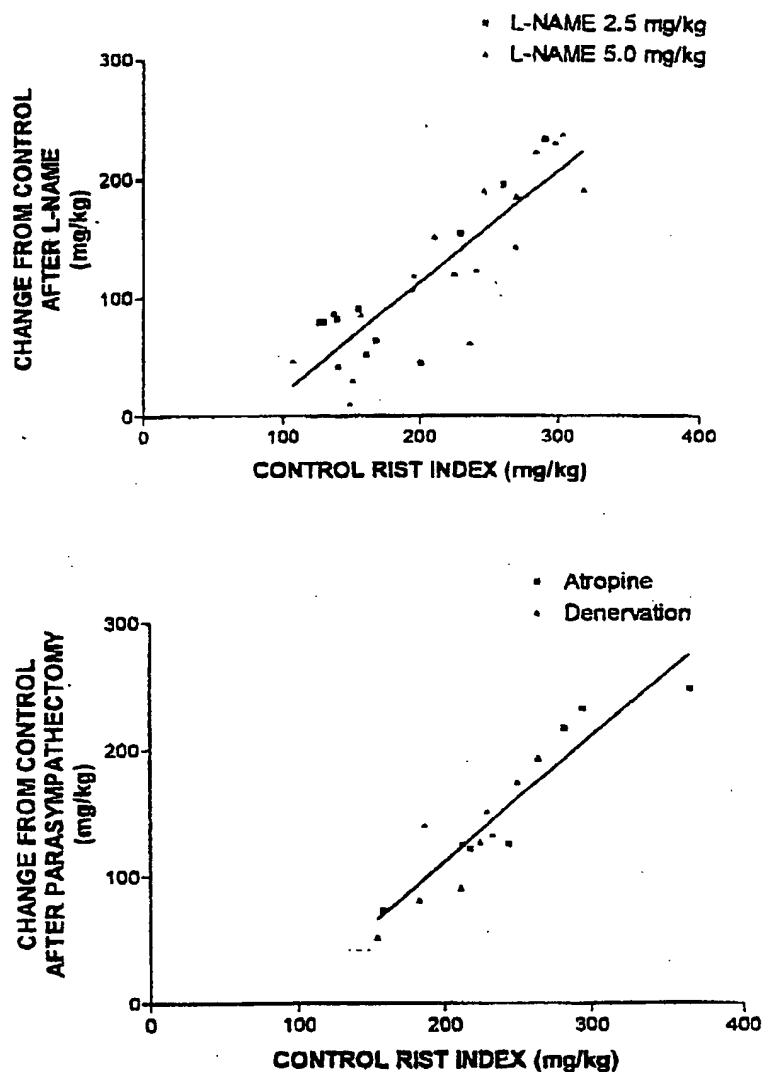 L-NAME 2.5 mg/kg
L-NAME 5.0 mg/kg
CHANGE FROM CONTROL
AFTER L-NAME
(mg/kg)
300
200
100
0
0 100 200 300 400
CONTROL RIST INDEX (mg/kg)
Atropine
Denervation
CHANGE FROM CONTROL
AFTER PARASYMPATHECTOMY
(mg/kg)
300
200
100
0
0 100 200 300 400
CONTROL RIST INDEX (mg/kg)